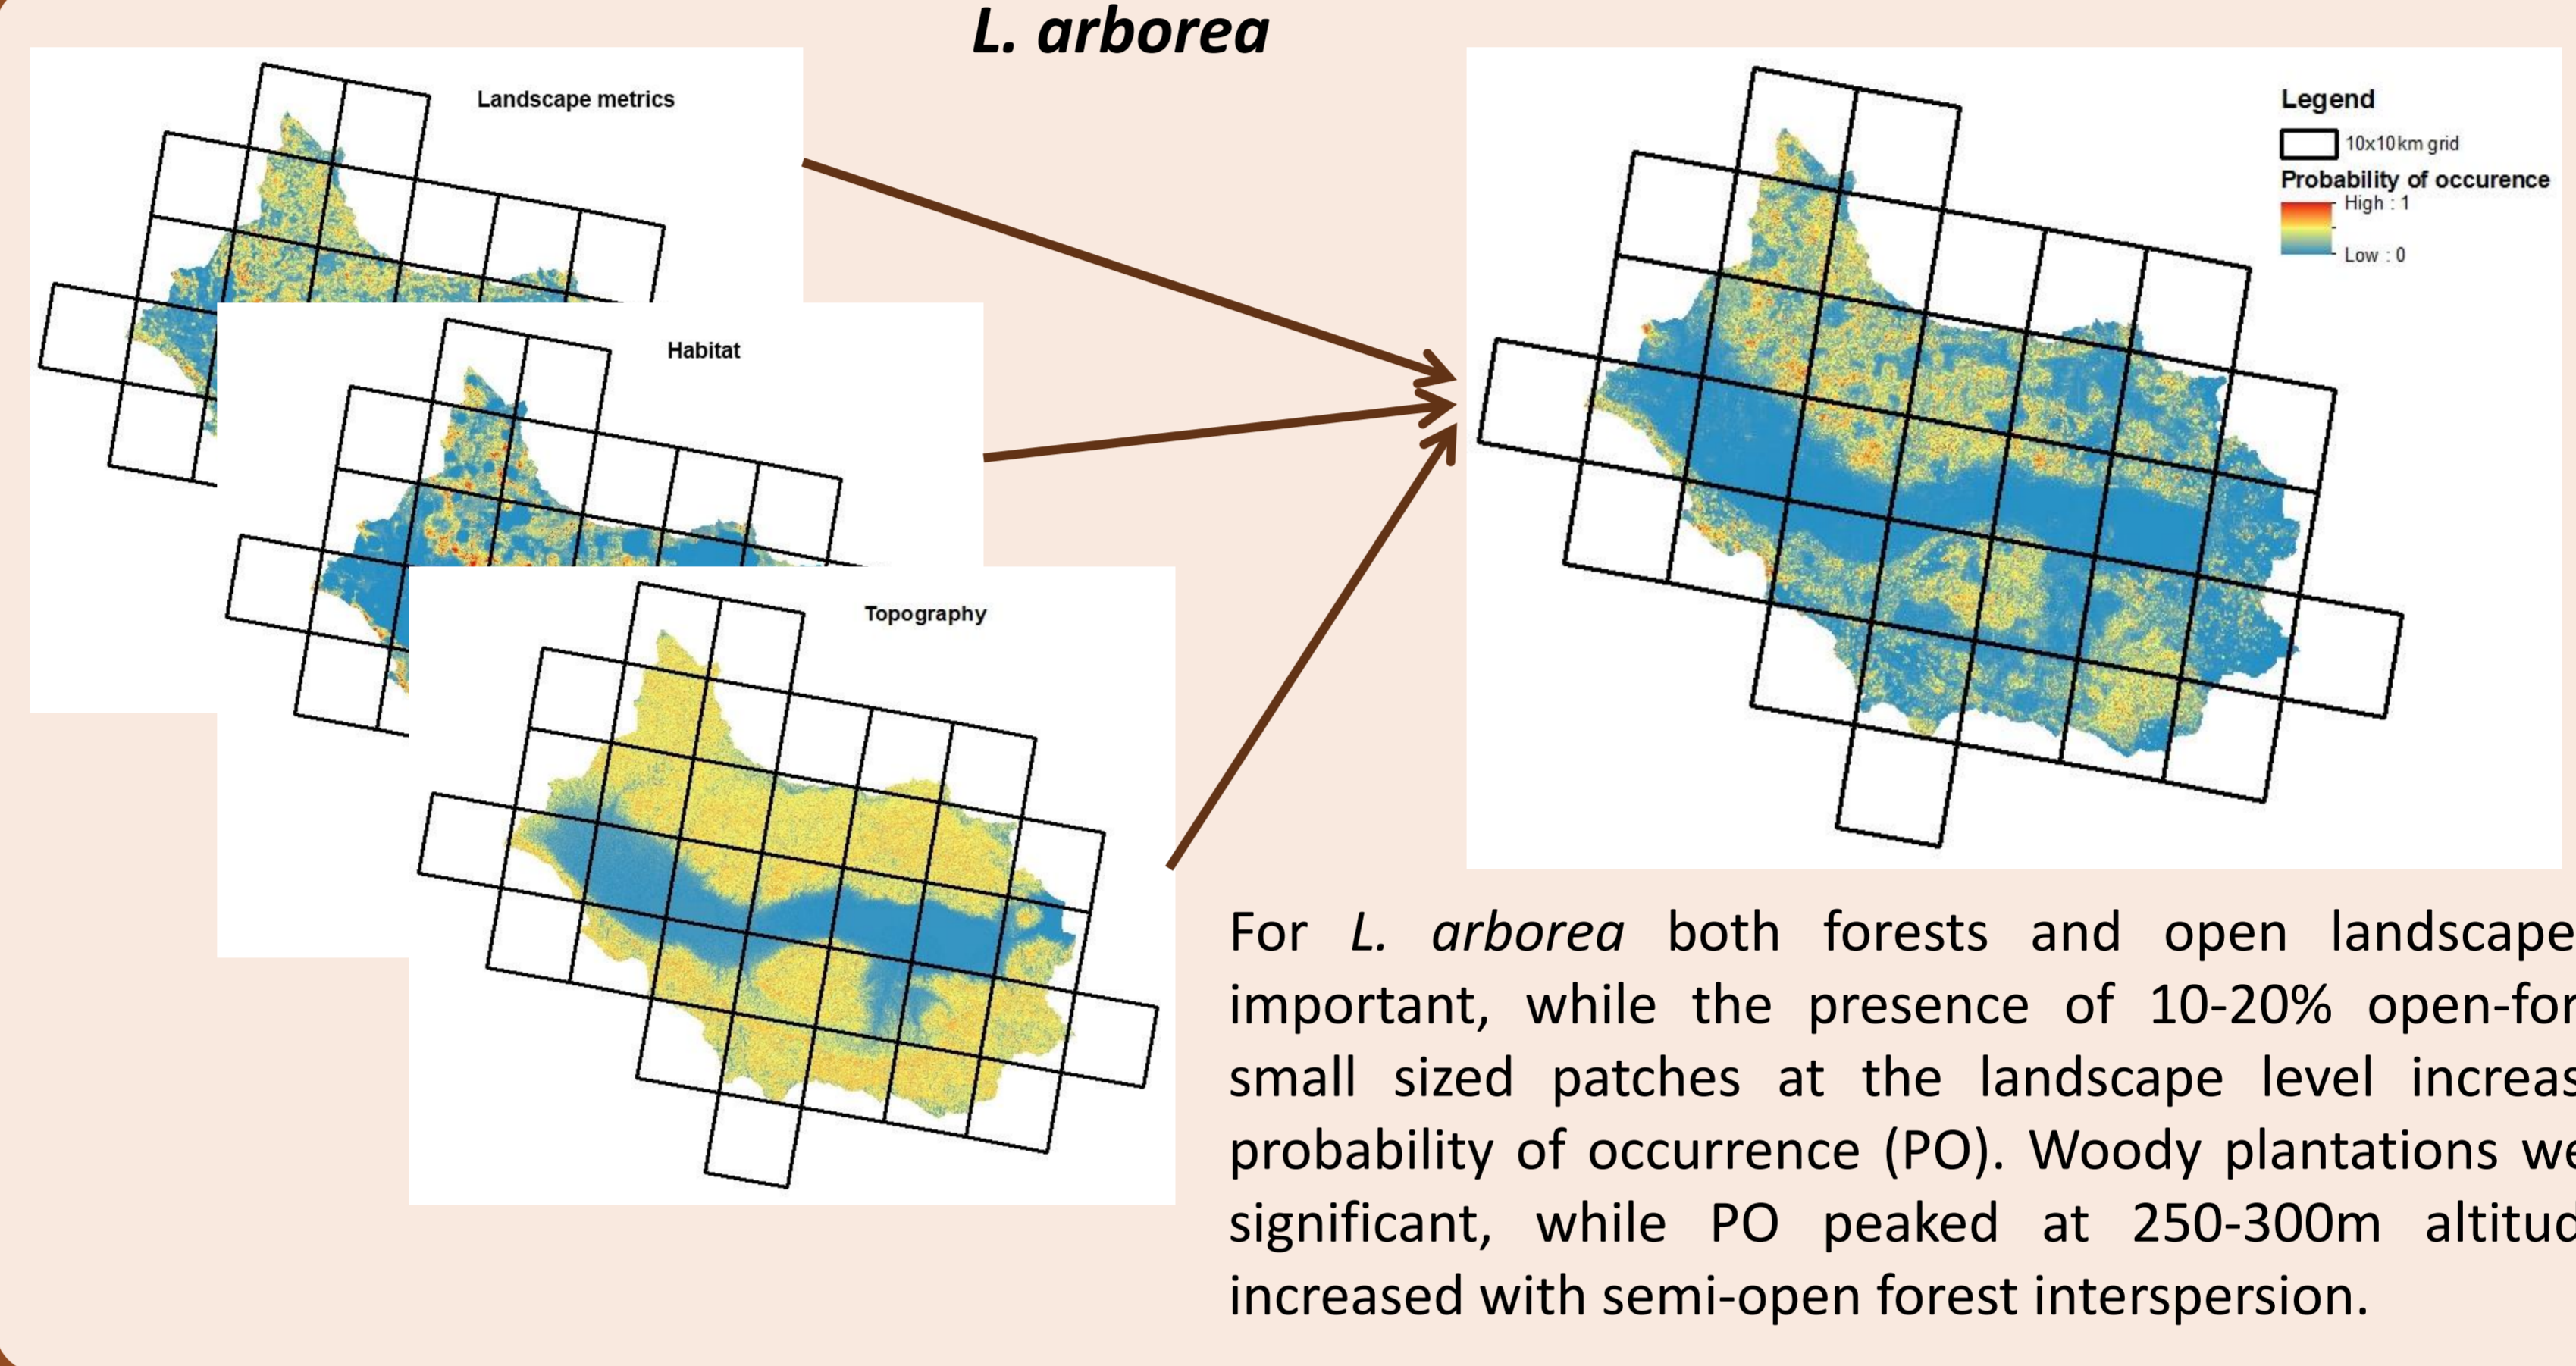 L. arborea
Landscape metrics
Habitat
Topography
Legend
10x10km grid
Probability of occurence
High : 1
Low : 0
For L. arborea both forests and open landscape
important, while the presence of 10-20% open-for
small sized patches at the landscape level increas
probability of occurrence (PO). Woody plantations we
significant, while PO peaked at 250-300m altitud
increased with semi-open forest interspersion.